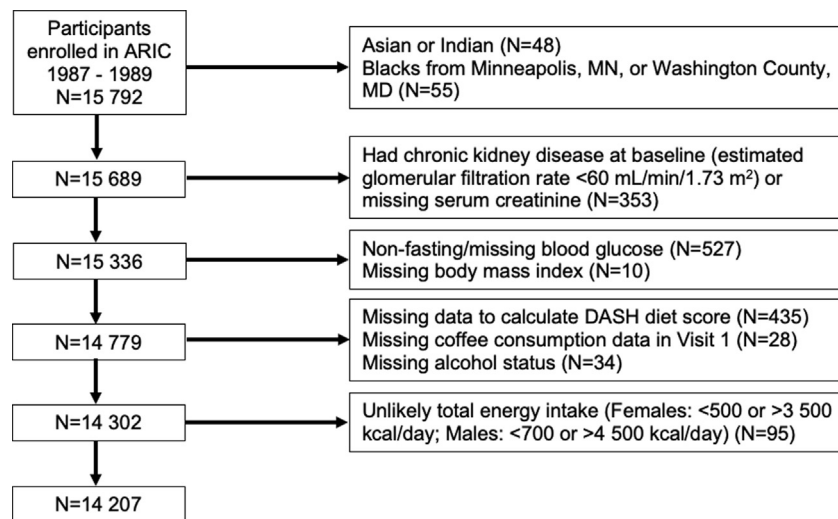 Participants
enrolled in ARIC
1987 - 1989
N=15 792
Asian or Indian (N=48)
Blacks from Minneapolis, MN, or Washington County,
MD (N=55)
N=15 689
Had chronic kidney disease at baseline (estimated
glomerular filtration rate <60 mL/min/1.73 m²) or
missing serum creatinine (N=353)
N=15 336
Non-fasting/missing blood glucose (N=527)
Missing body mass index (N=10)
N=14 779
Missing data to calculate DASH diet score (N=435)
Missing coffee consumption data in Visit 1 (N=28)
Missing alcohol status (N=34)
N=14 302
Unlikely total energy intake (Females: <500 or >3 500
kcal/day; Males: <700 or >4 500 kcal/day) (N=95)
N=14 207